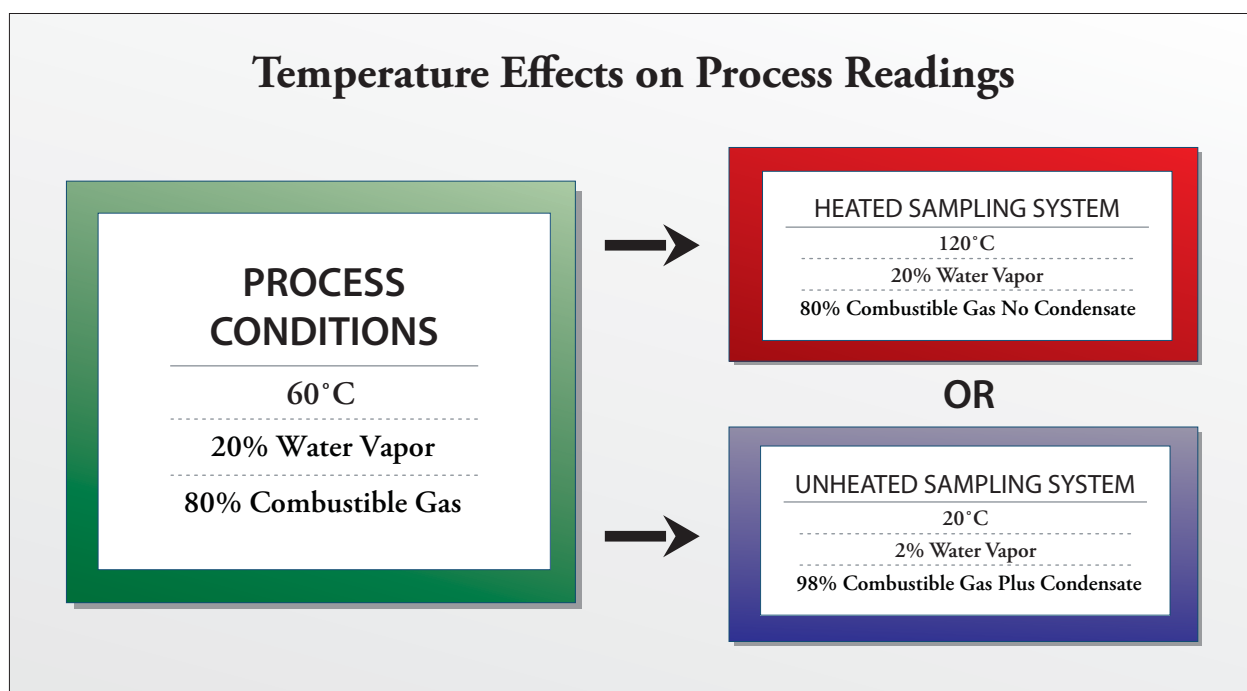 Temperature Effects on Process Readings
PROCESS
CONDITIONS
60˚C
20% Water Vapor
80% Combustible Gas
HEATED SAMPLING SYSTEM
120˚C
20% Water Vapor
80% Combustible Gas No Condensate
OR
UNHEATED SAMPLING SYSTEM
20˚C
2% Water Vapor
98% Combustible Gas Plus Condensate